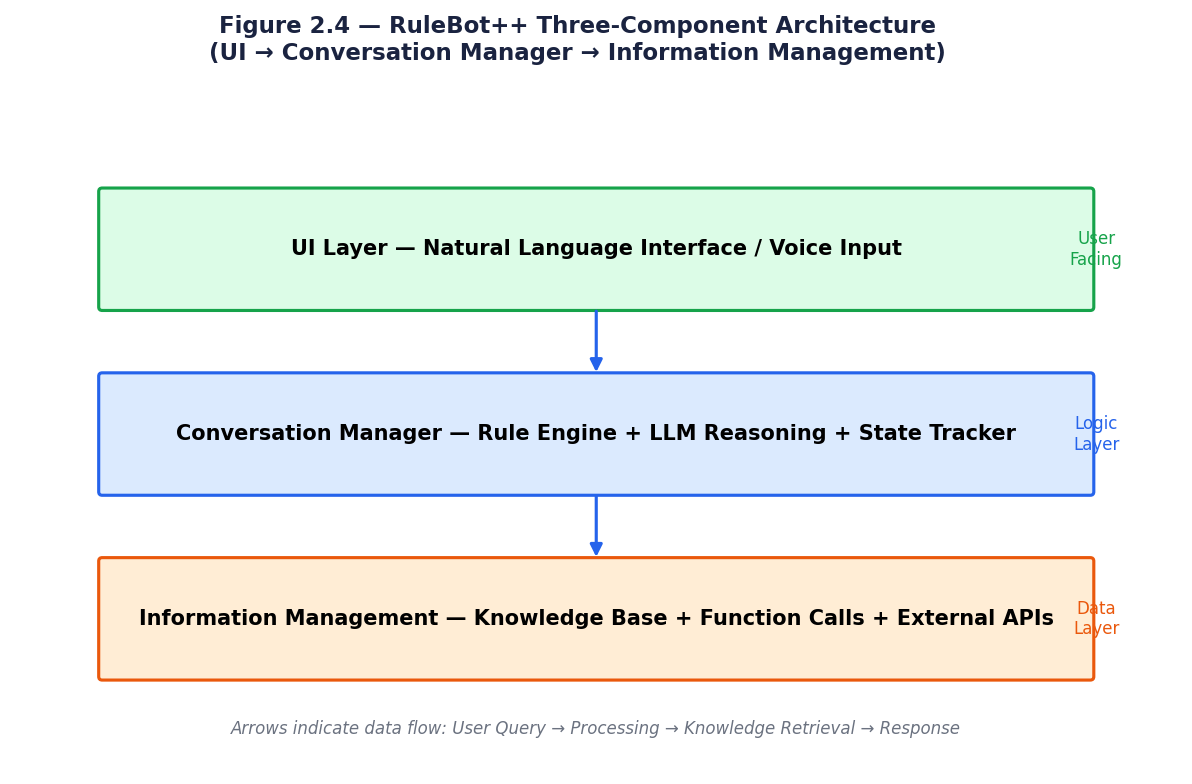 Figure 2.4 — RuleBot++ Three-Component Architecture
(UI → Conversation Manager → Information Management)
UI Layer — Natural Language Interface / Voice Input
User
Facing
Conversation Manager — Rule Engine + LLM Reasoning + State Tracker
Logic
Layer
Information Management — Knowledge Base + Function Calls + External APIs
Data
Layer
Arrows indicate data flow: User Query → Processing → Knowledge Retrieval → Response